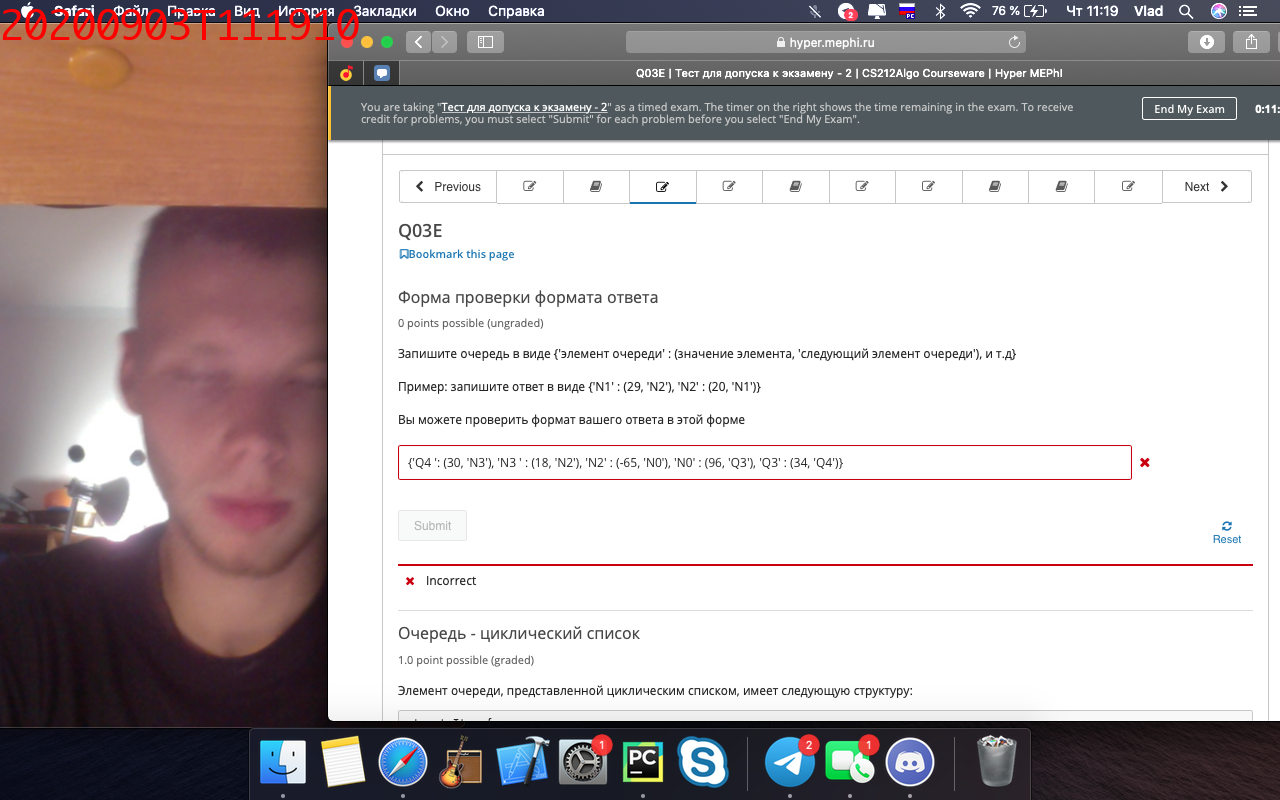 20200903T111910
Safari Файл Правка Вид История Закладки Окно Справка
2
РС
76 %
Чт 11:19
Vlad
hyper.mephi.ru
Q03E | Тест для допуска к экзамену - 2 | CS212Algo Courseware | Hyper MEPhI
You are taking "Тест для допуска к экзамену - 2" as a timed exam. The timer on the right shows the time remaining in the exam. To receive
credit for problems, you must select "Submit" for each problem before you select "End My Exam".
End My Exam
0:11:
Previous
Next
Q03E
Bookmark this page
Форма проверки формата ответа
0 points possible (ungraded)
Запишите очередь в виде {'элемент очереди' : (значение элемента, 'следующий элемент очереди'), и т.д}
Пример: запишите ответ в виде {'N1' : (29, 'N2'), 'N2' : (20, 'N1')}
Вы можете проверить формат вашего ответа в этой форме
{'Q4 ': (30, 'N3'), 'N3 ' : (18, 'N2'), 'N2' : (-65, 'N0'), 'N0' : (96, 'Q3'), 'Q3' : (34, 'Q4')}
Submit
Reset
Incorrect
Очередь - циклический список
1.0 point possible (graded)
Элемент очереди, представленной циклическим списком, имеет следующую структуру:
1
PC
2
1